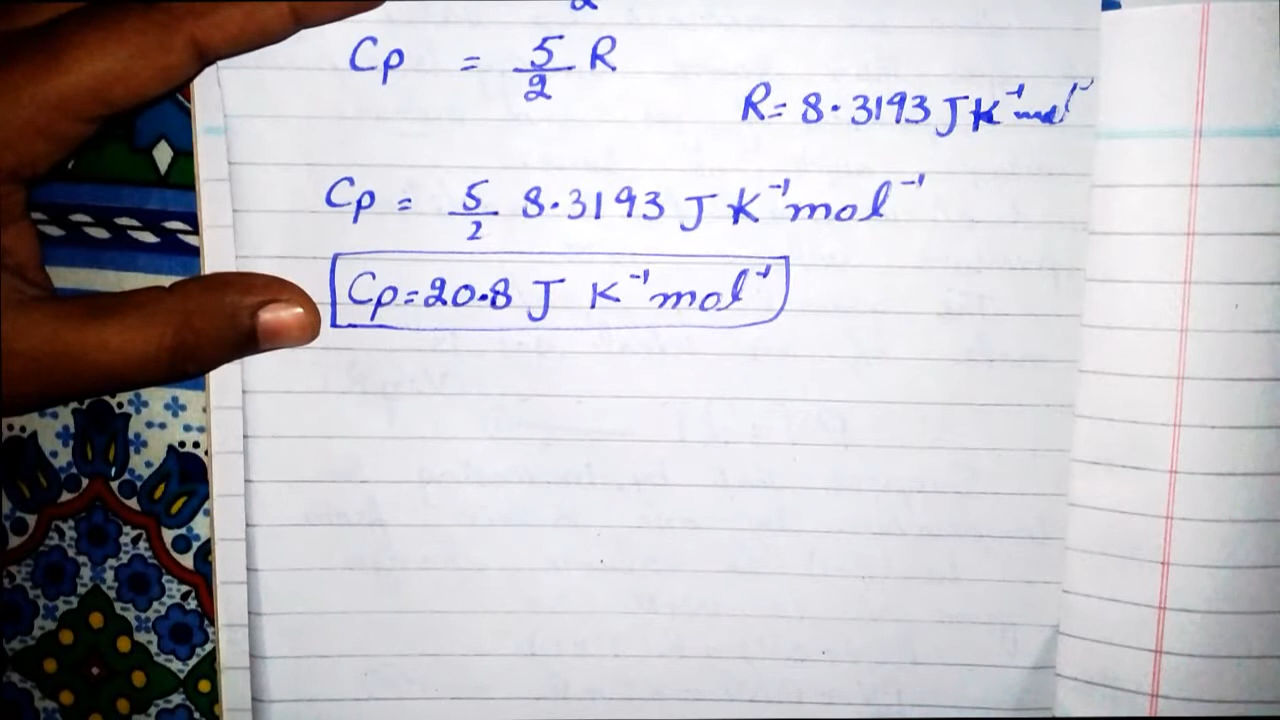 2
Cp = 5/2 R
R= 8.3193 J K⁻¹ mol⁻¹
Cp = 5/2 8.3193 J K⁻¹ mol⁻¹
Cp = 20.8 J K⁻¹ mol⁻¹